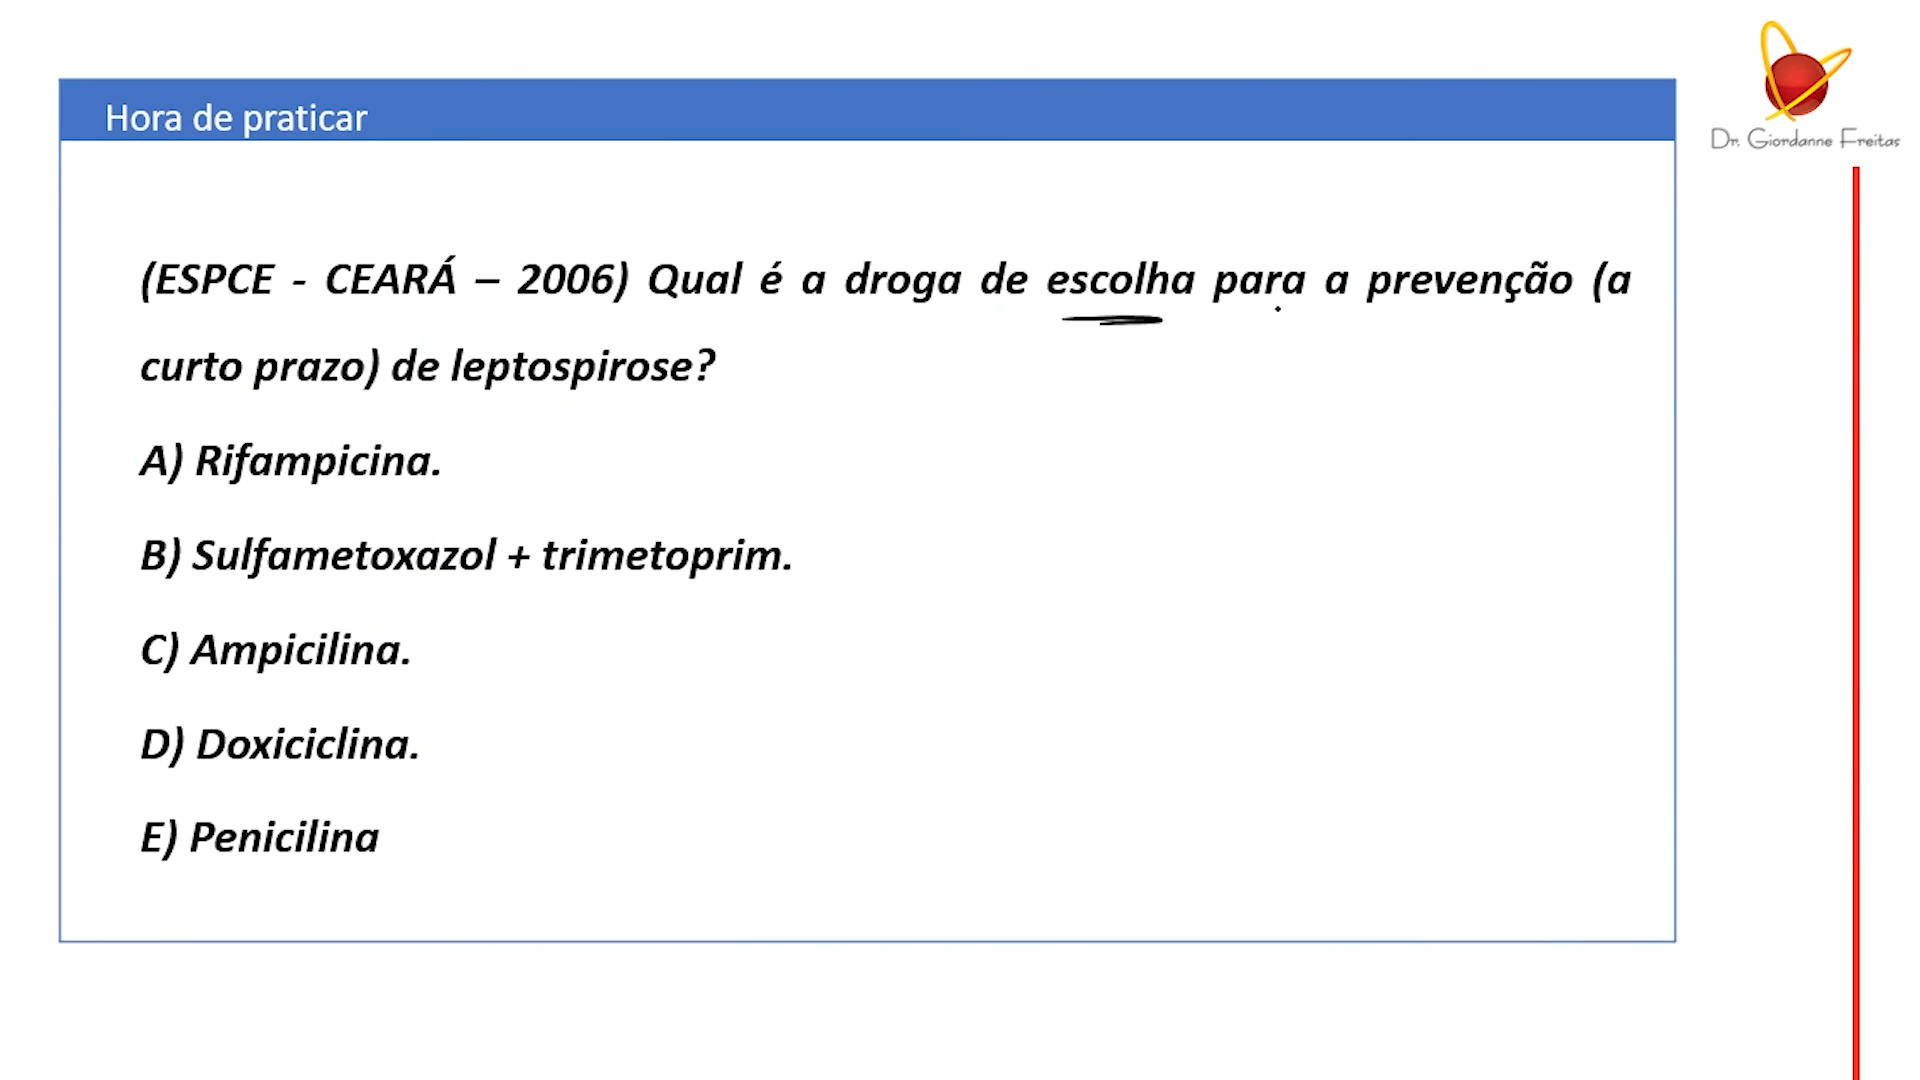 Hora de praticar
Dr. Giordanne Freitas
(ESPCE - CEARÁ – 2006) Qual é a droga de escolha para a prevenção (a
curto prazo) de leptospirose?
A) Rifampicina.
B) Sulfametoxazol + trimetoprim.
C) Ampicilina.
D) Doxiciclina.
E) Penicilina